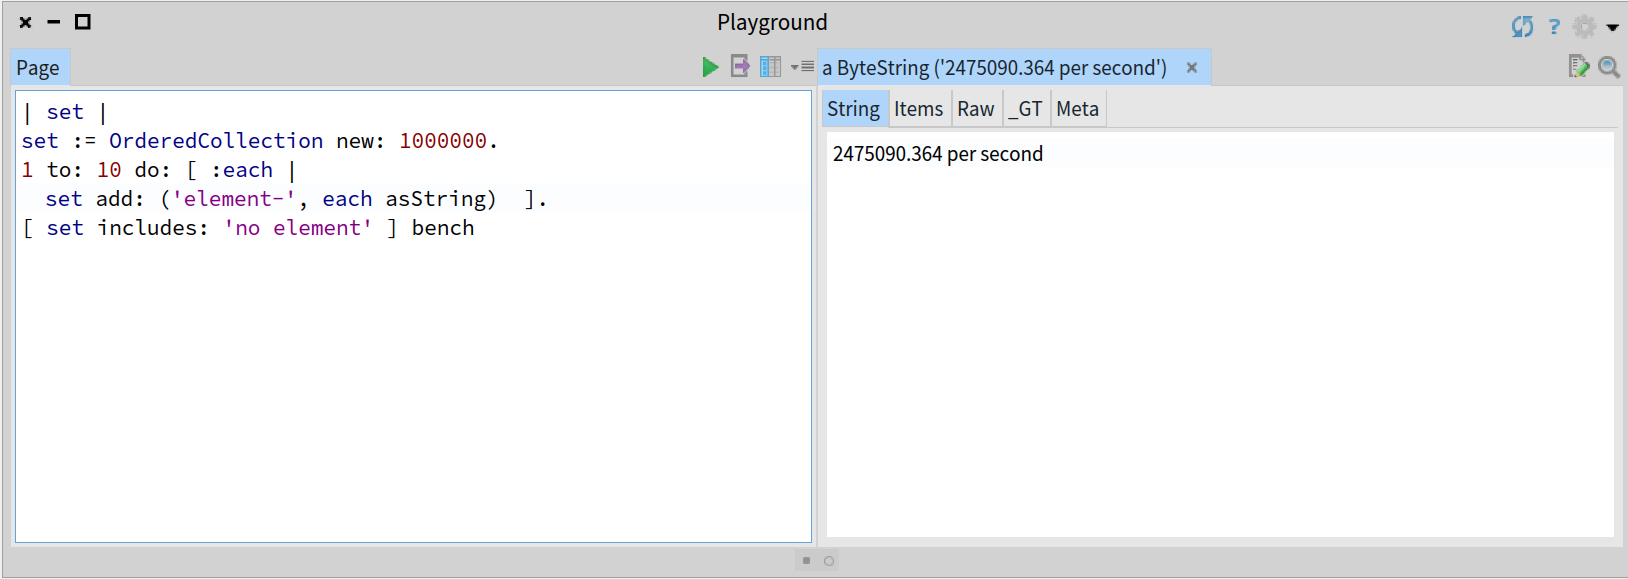 Playground
?
Page
a ByteString ('2475090.364 per second') ×
| set |
set := OrderedCollection new: 1000000.
1 to: 10 do: [ :each |
  set add: ('element-', each asString)  ].
[ set includes: 'no element' ] bench
String Items Raw _GT Meta
2475090.364 per second